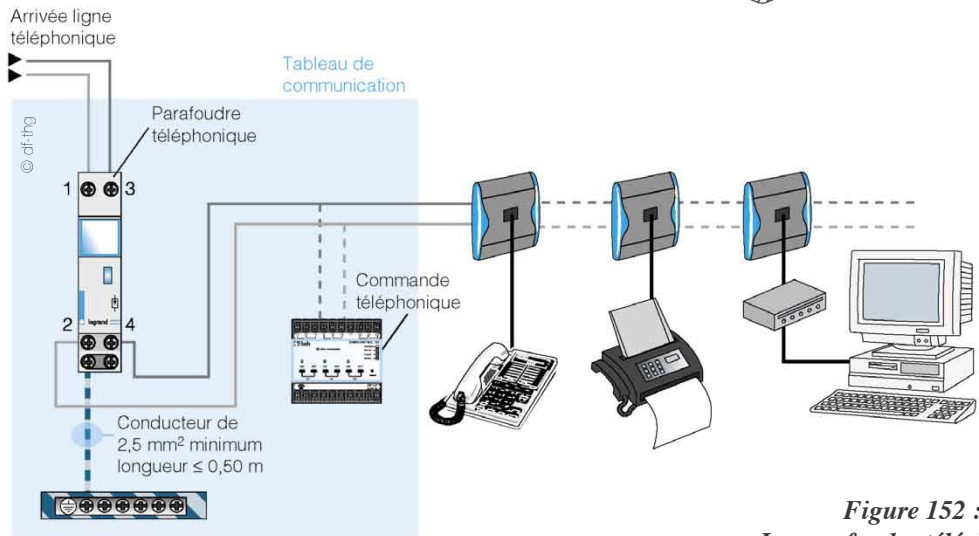 Arrivée ligne
téléphonique
Tableau de
communication
© df-thg
Parafoudre
téléphonique
1
3
Commande
téléphonique
2
legrand
4
Conducteur de
2,5 mm² minimum
longueur ≤ 0,50 m
Figure 152 :